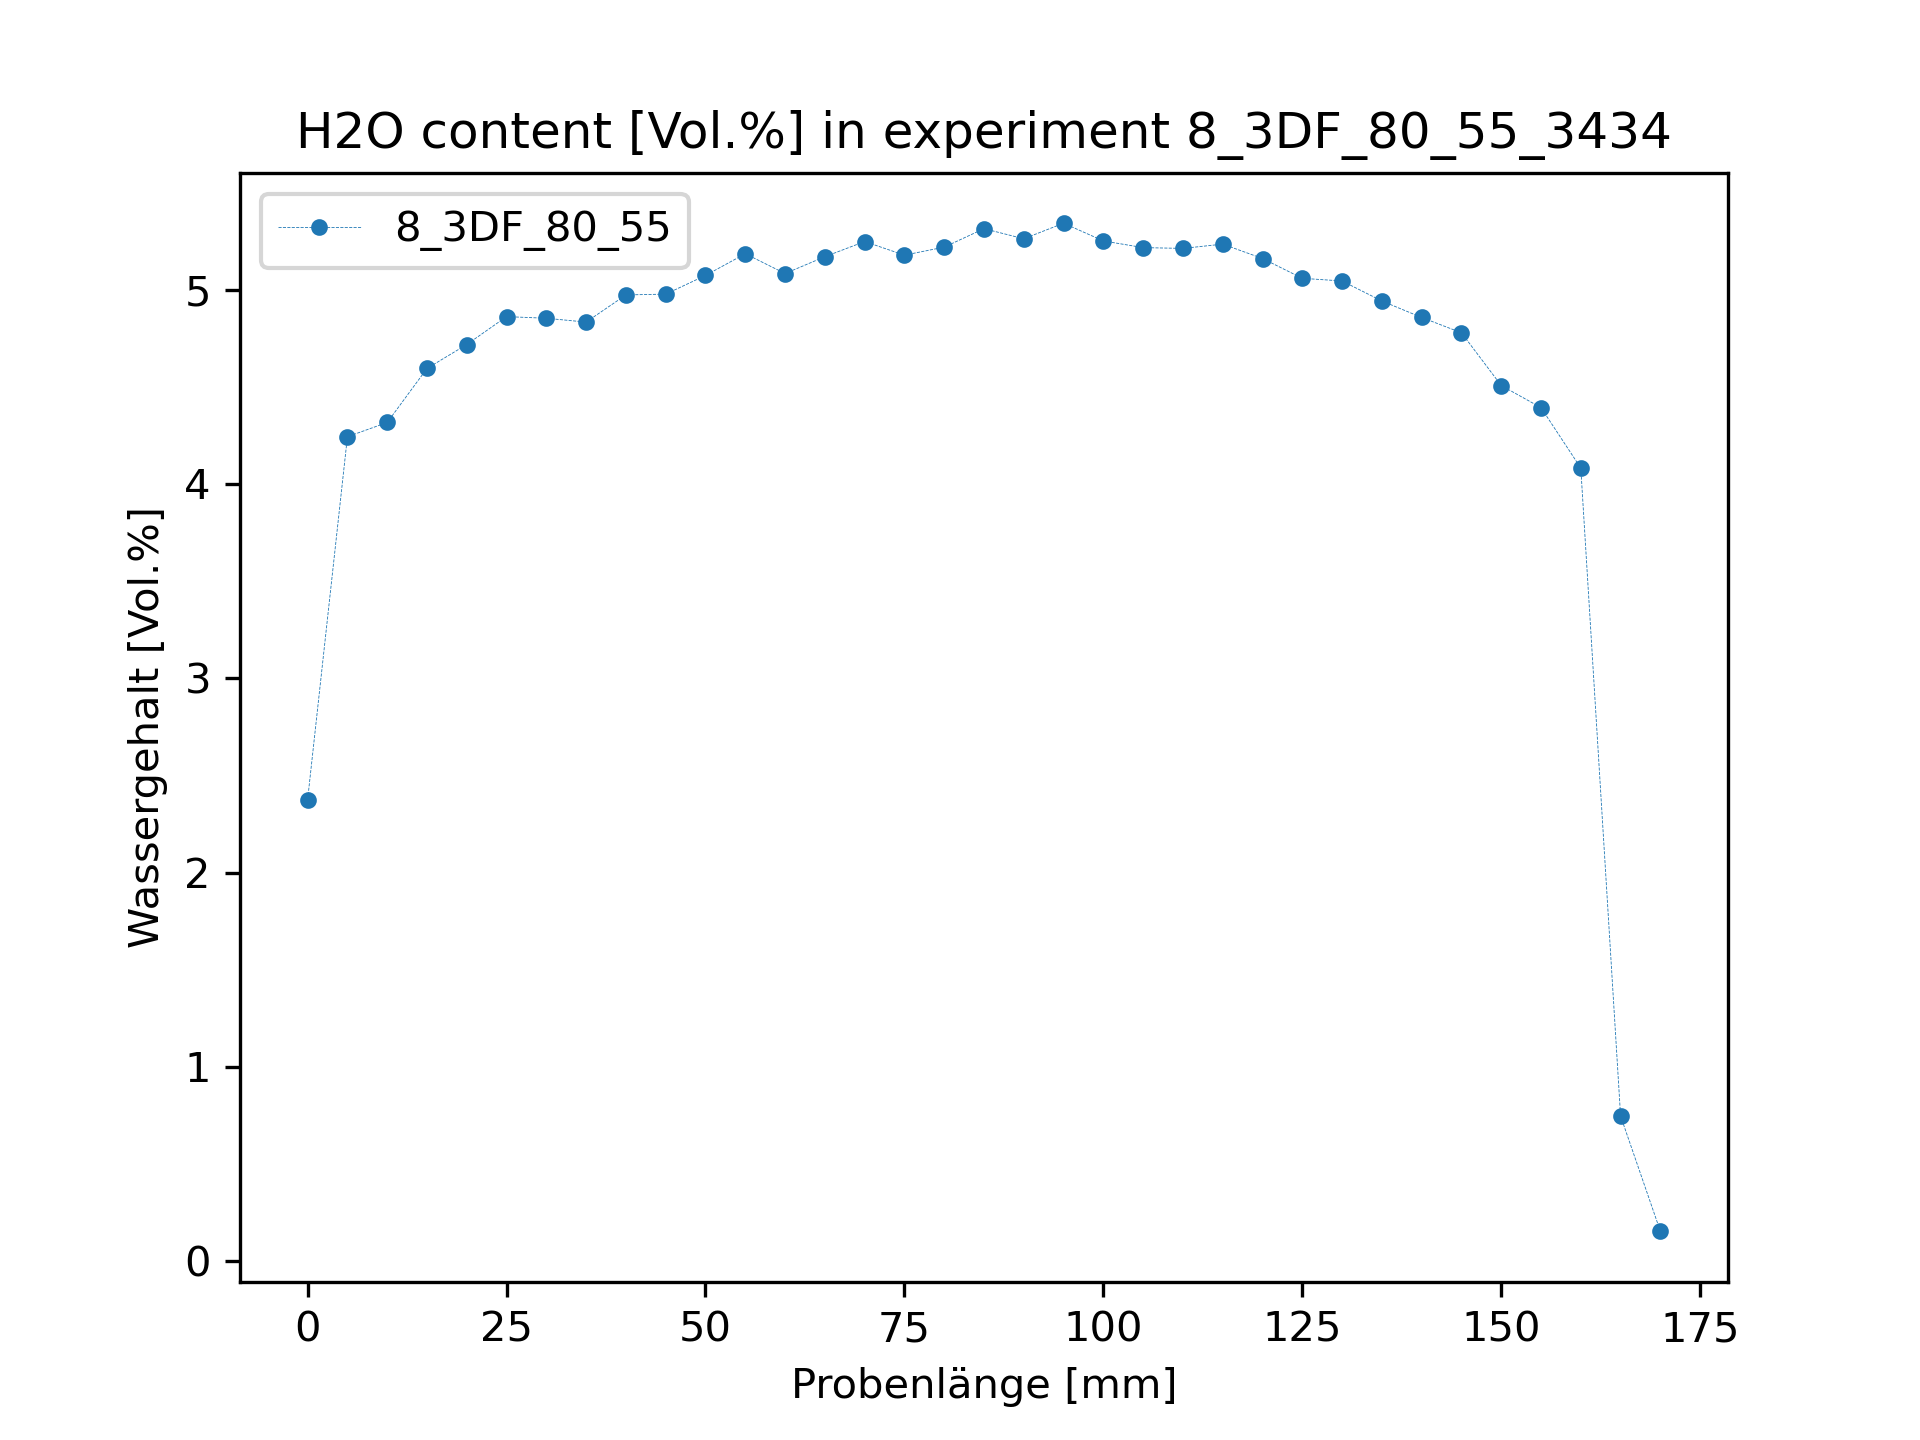 H2O content [Vol.%] in experiment 8_3DF_80_55_3434
8_3DF_80_55
Wassergehalt [Vol.%]
5
4
3
2
1
0
0 25 50 75 100 125 150 175
Probenlänge [mm]